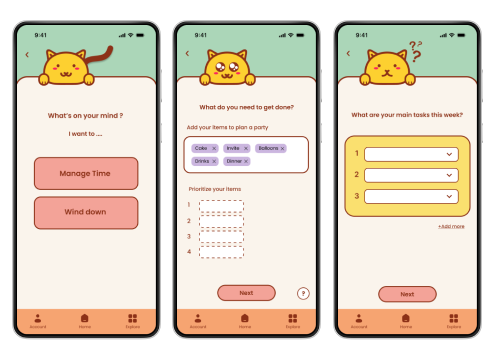 9:41
What's on your mind ?
I want to ....
Manage Time
Wind down
Account
Home
Explore
9:41
What do you need to get done?
Add your items to plan a party
Cake x
Invite x
Balloons x
Drinks x
Dinner x
Prioritize your items
1
2
3
4
Next
?
Account
Home
Explore
9:41
? ? ?
What are your main tasks this week?
1
2
3
+Add more
Next
Account
Home
Explore